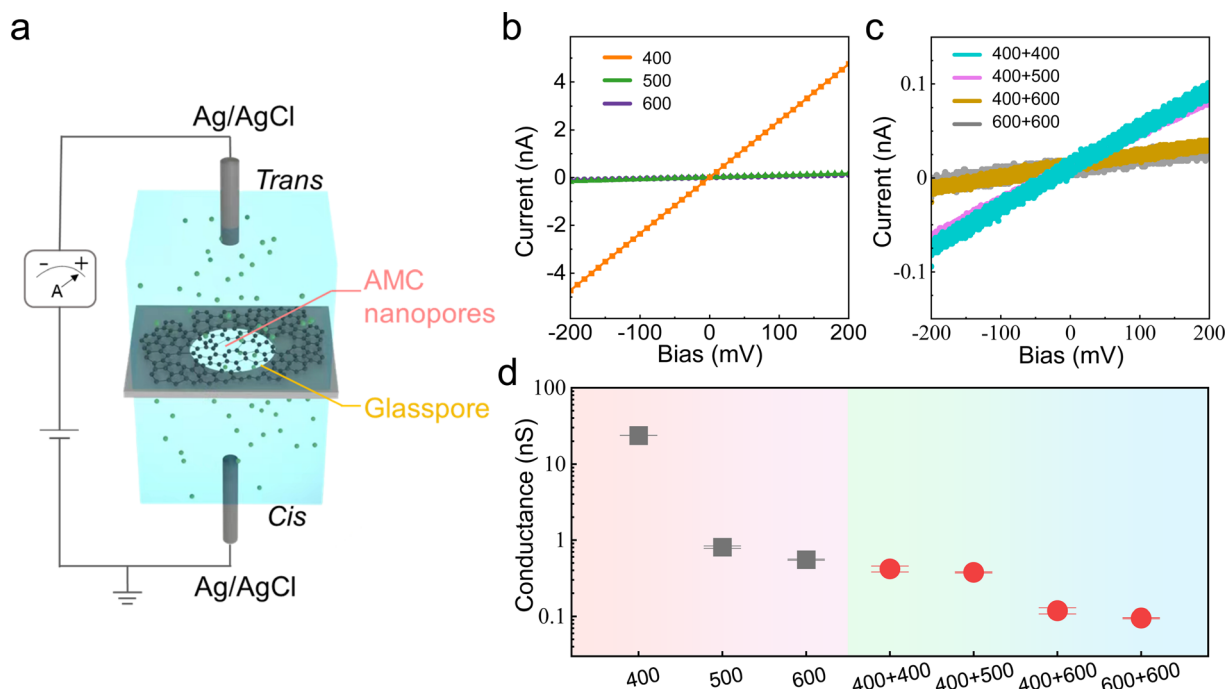 a
Ag/AgCl
Trans
- +
A
AMC
nanopores
Glasspore
Cis
Ag/AgCl
b
400
500
600
4
2
0
-2
-4
Current (nA)
-200 -100 0 100 200
Bias (mV)
c
400+400
400+500
400+600
600+600
0.1
0
-0.1
Current (nA)
-200 -100 0 100 200
Bias (mV)
d
100
10
1
0.1
Conductance (nS)
400 500 600 400+400 400+500 400+600 600+600